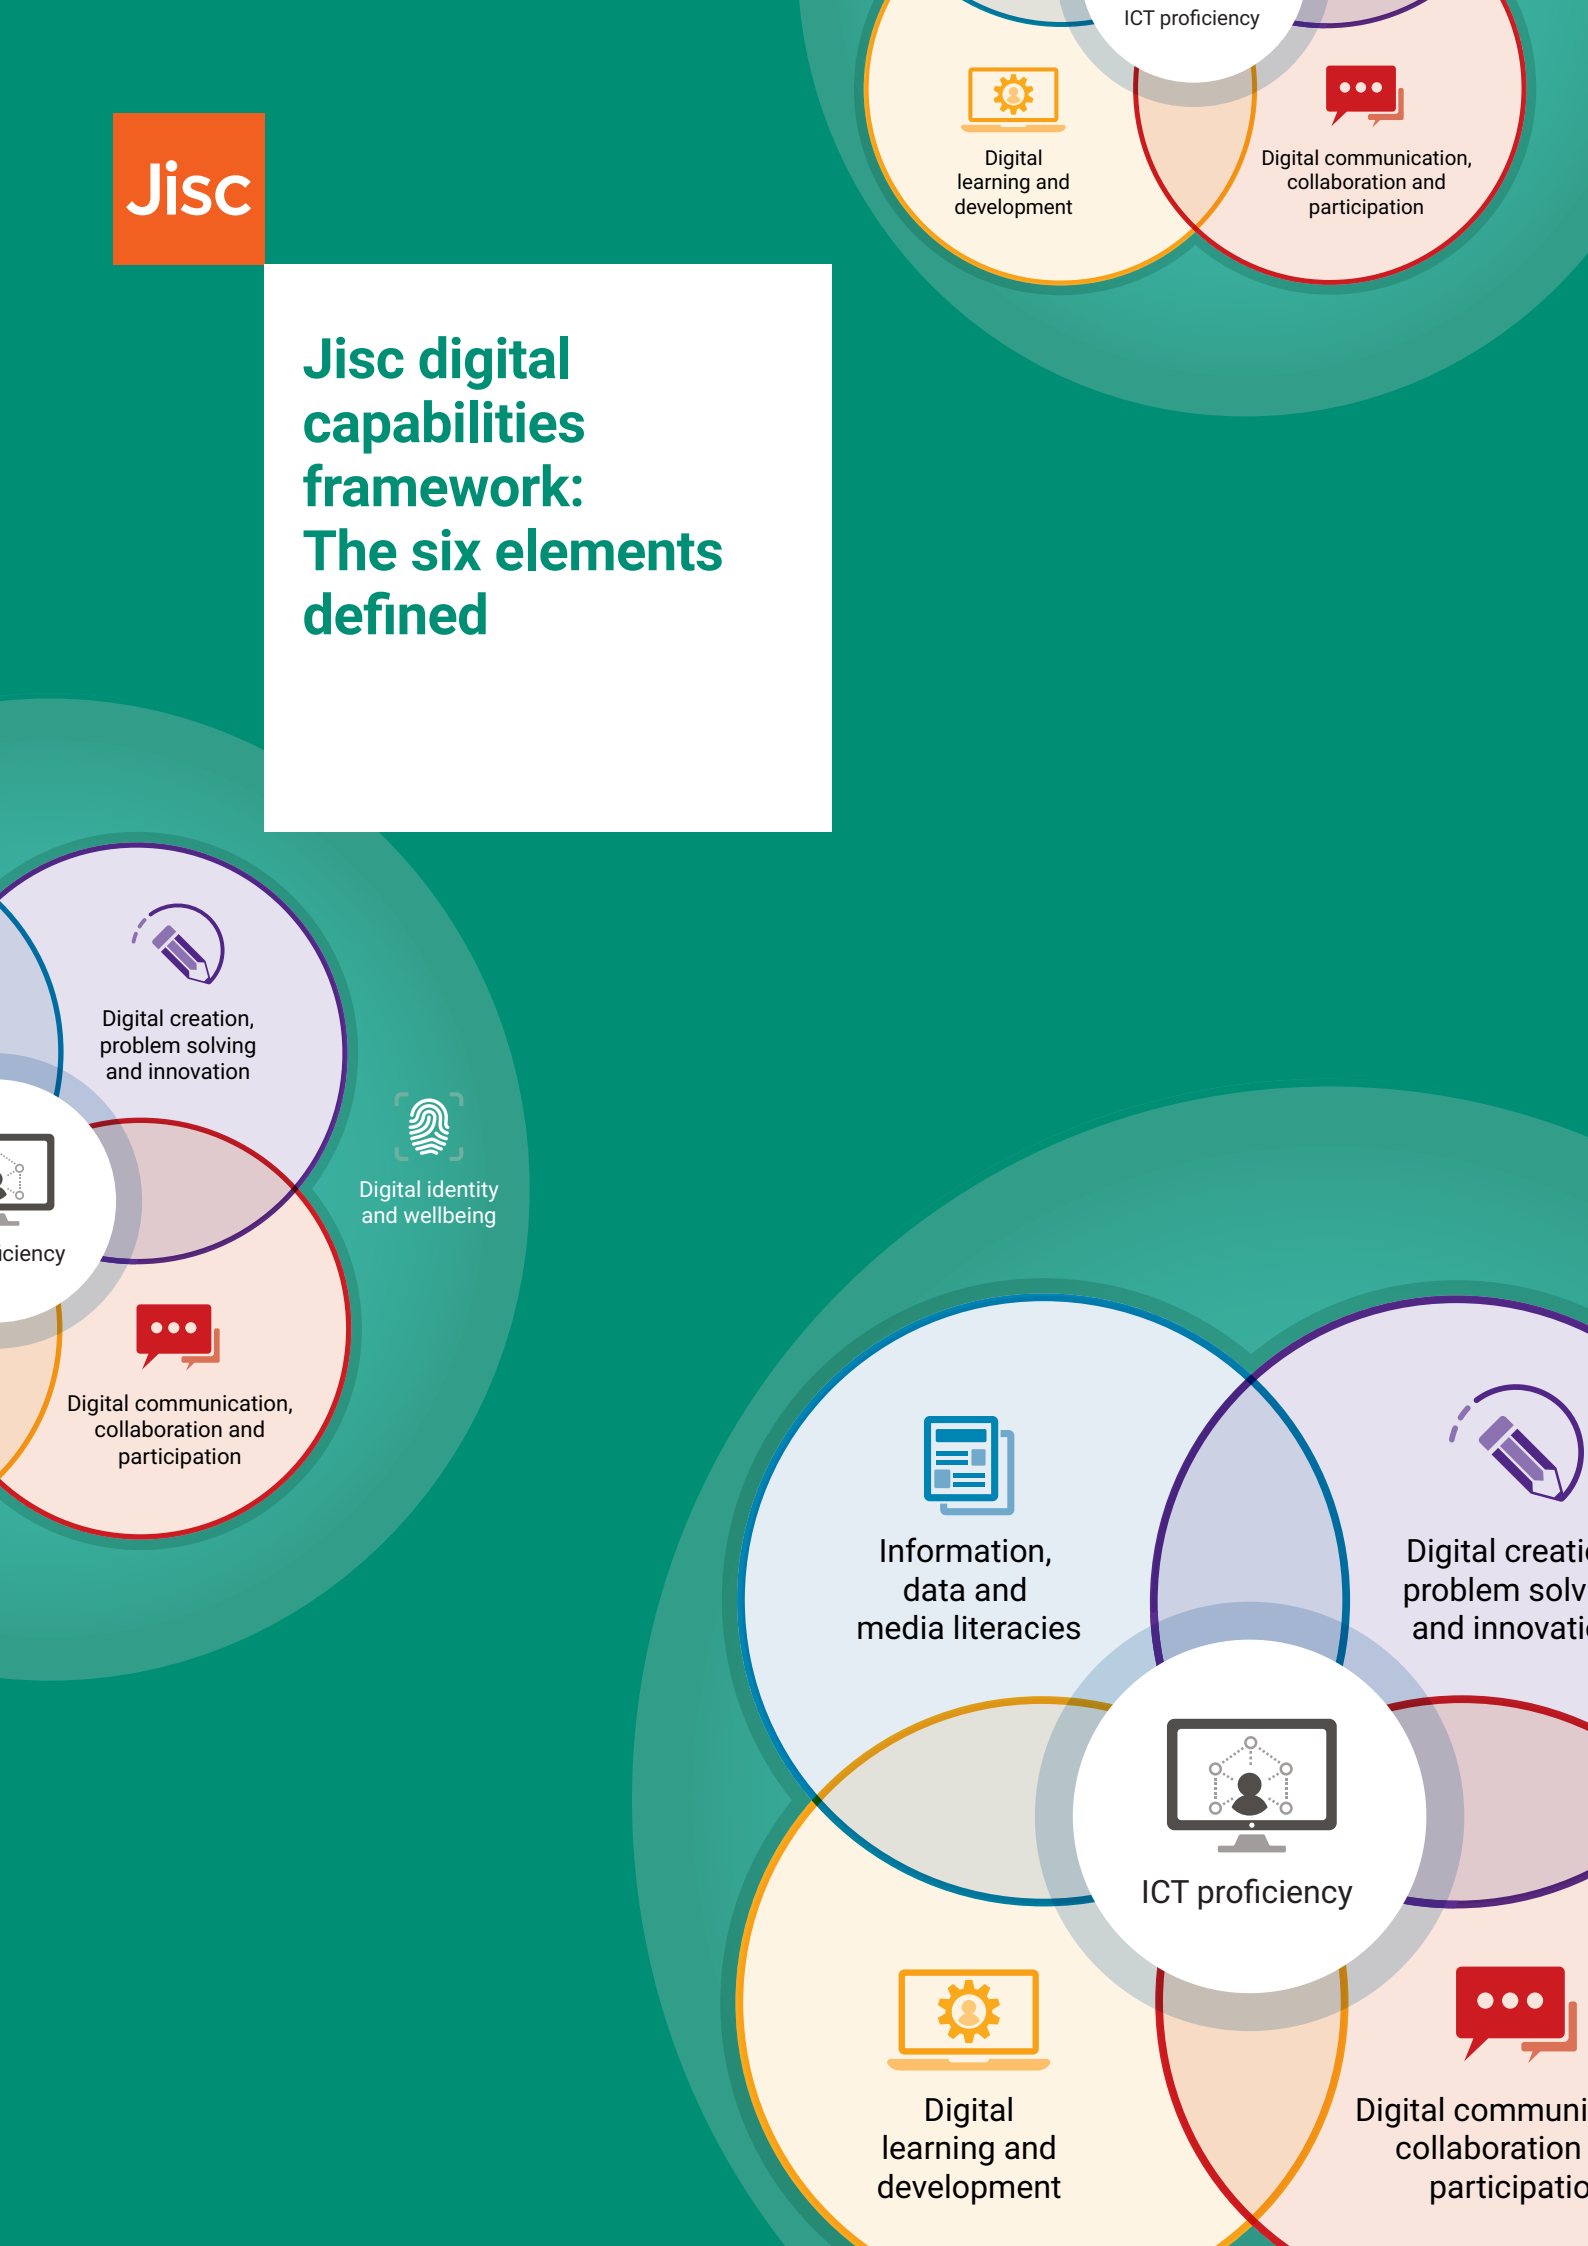 ICT proficiency
Digital
learning and
development
Digital communication,
collaboration and
participation
Jisc
Jisc digital
capabilities
framework:
The six elements
defined
Digital creation,
problem solving
and innovation
Digital identity
and wellbeing
iciency
Digital communication,
collaboration and
participation
Information,
data and
media literacies
Digital creati
problem solv
and innovati
ICT proficiency
Digital
learning and
development
Digital communi
collaboration
participatio